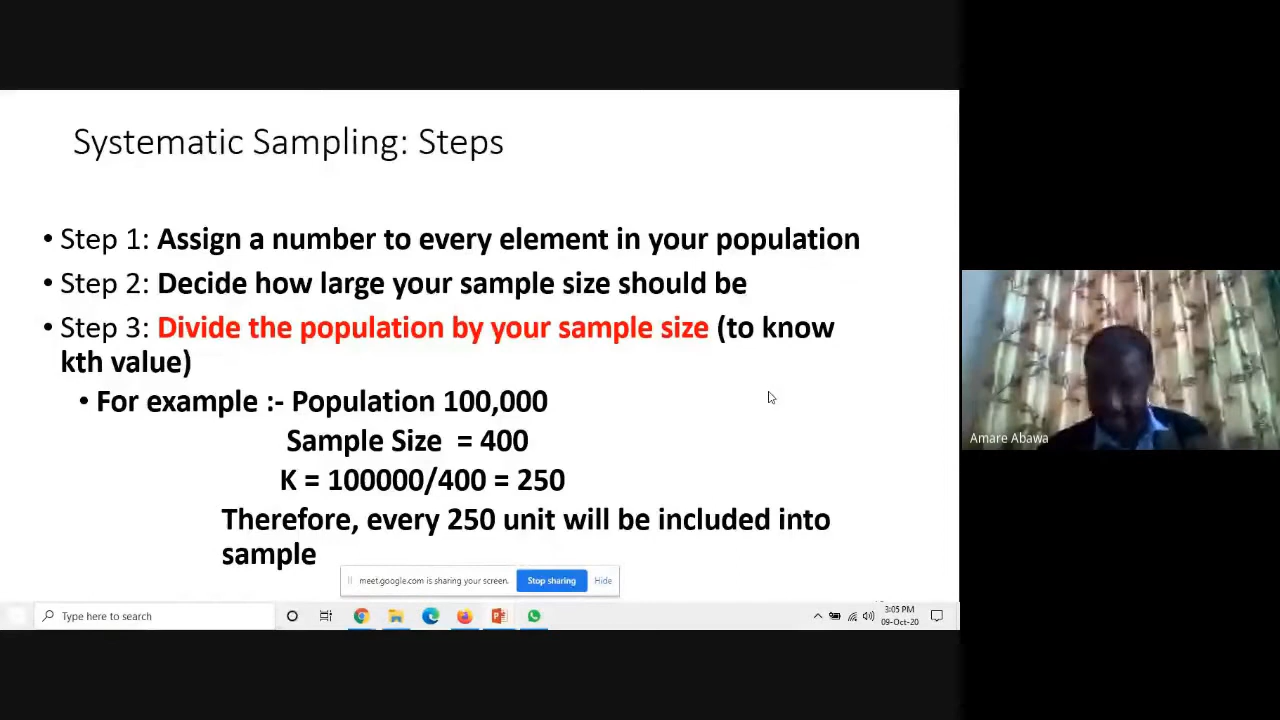 Systematic Sampling: Steps
• Step 1: Assign a number to every element in your population
• Step 2: Decide how large your sample size should be
• Step 3: Divide the population by your sample size (to know
kth value)
• For example :- Population 100,000
Sample Size = 400
K = 100000/400 = 250
Therefore, every 250 unit will be included into
sample
meet.google.com is sharing your screen. Stop sharing Hide
Type here to search
3:05 PM
09-Oct-20
Amare Abawa